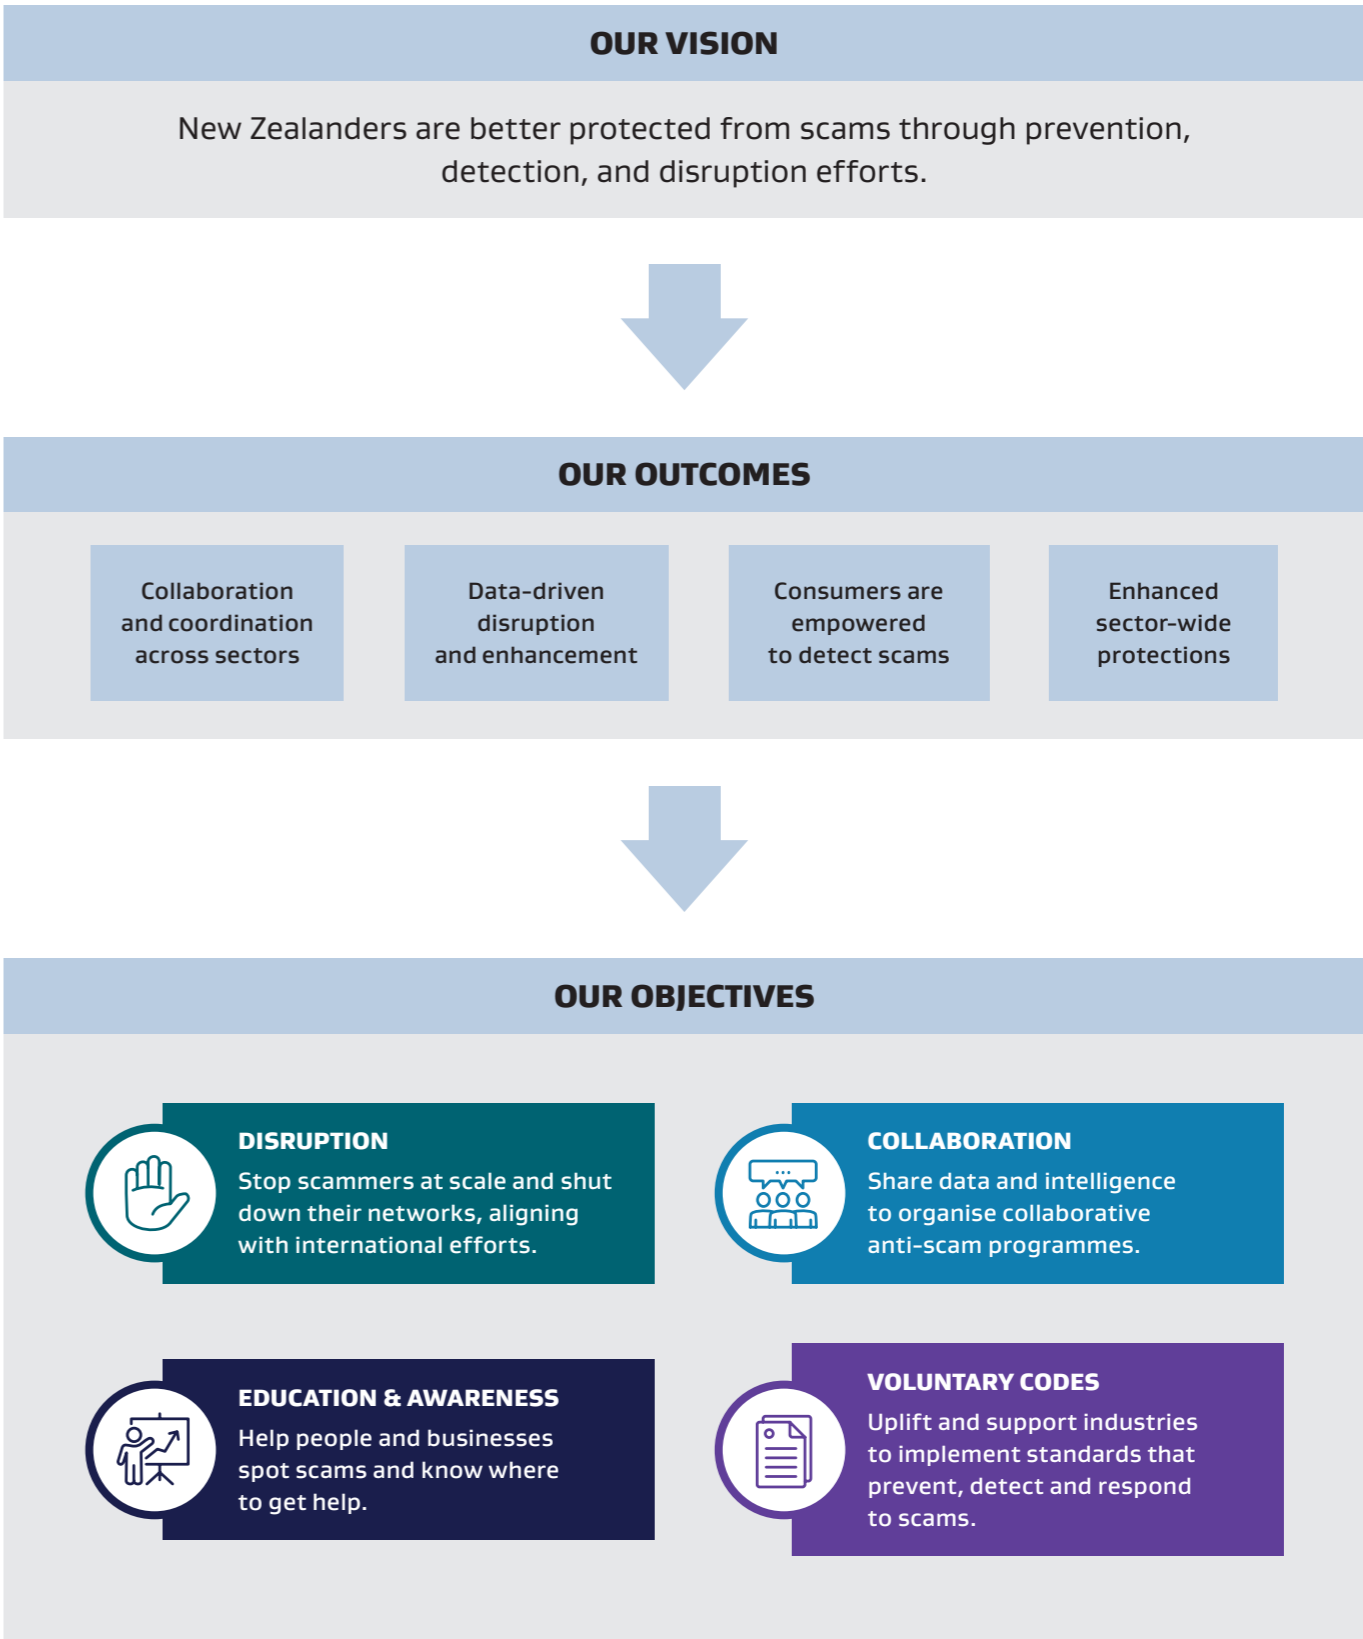 OUR VISION
New Zealanders are better protected from scams through prevention,
detection, and disruption efforts.
OUR OUTCOMES
Collaboration
and coordination
across sectors
Data-driven
disruption
and enhancement
Consumers are
empowered
to detect scams
Enhanced
sector-wide
protections
OUR OBJECTIVES
DISRUPTION
Stop scammers at scale and shut
down their networks, aligning
with international efforts.
COLLABORATION
Share data and intelligence
to organise collaborative
anti-scam programmes.
EDUCATION & AWARENESS
Help people and businesses
spot scams and know where
to get help.
VOLUNTARY CODES
Uplift and support industries
to implement standards that
prevent, detect and respond
to scams.